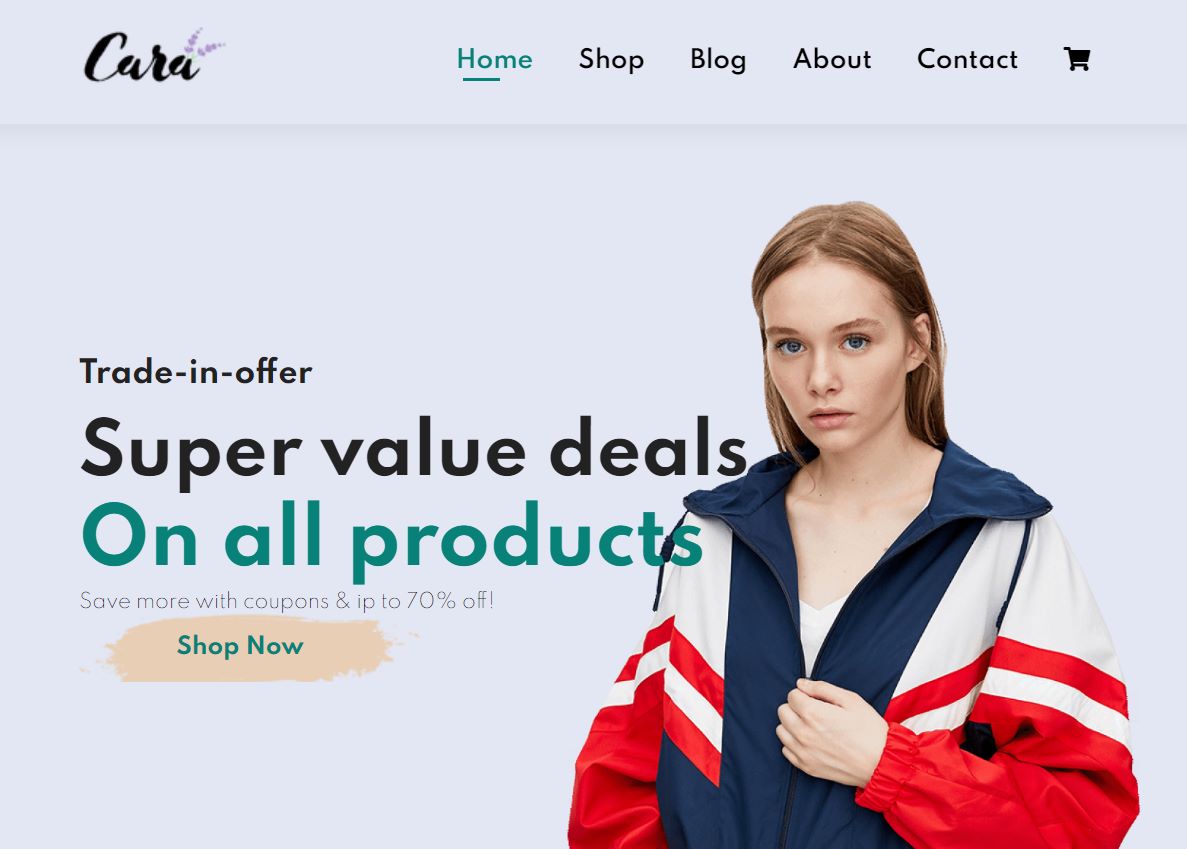 Cara
Home Shop Blog About Contact
Trade-in-offer
Super value deals
On all products
Save more with coupons & ip to 70% off!
Shop Now